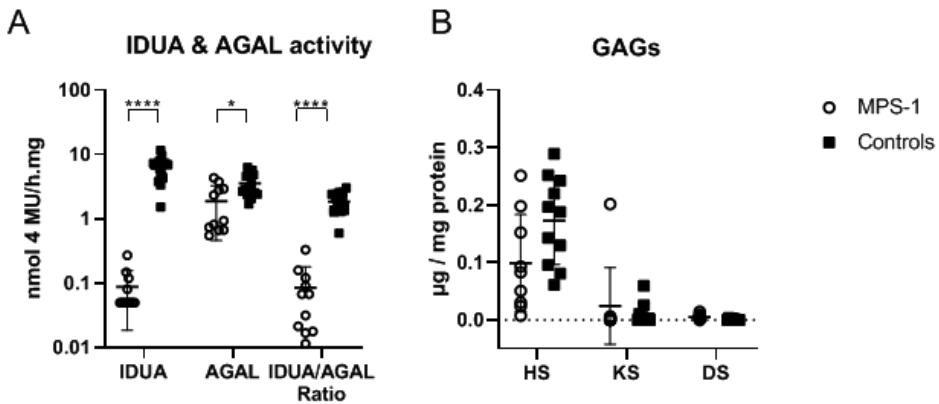 A
IDUA & AGAL activity
nmol 4 MU/h.mg
100
10
1
0.1
0.01
****
*
****
IDUA
AGAL
IDUA/AGAL
Ratio
B
GAGs
µg / mg protein
0.4
0.3
0.2
0.1
0.0
HS
KS
DS
MPS-1
Controls